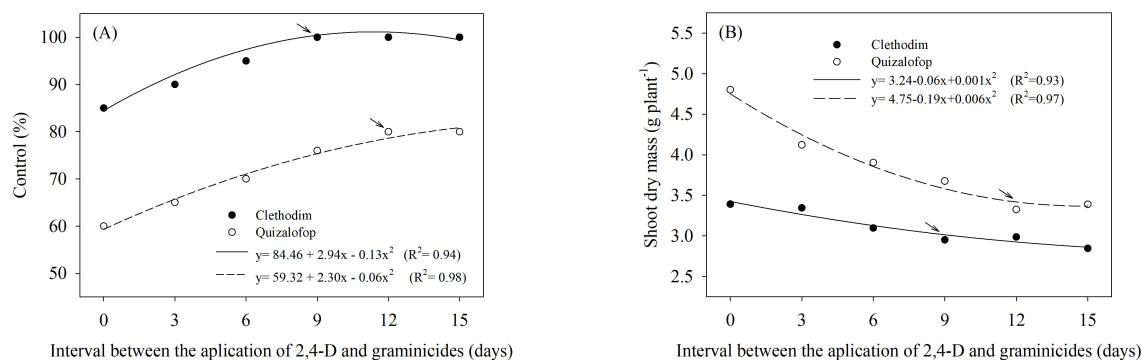 (A)
100
90
80
70
60
50
Control (%)
Clethodim
Quizalofop
y= 84.46 + 2.94x - 0.13x² (R²= 0.94)
y= 59.32 + 2.30x - 0.06x² (R²= 0.98)
0 3 6 9 12 15
Interval between the aplication of 2,4-D and graminicides (days)
(B)
5.5
5.0
4.5
4.0
3.5
3.0
2.5
Shoot dry mass (g plant⁻¹)
Clethodim
Quizalofop
y= 3.24-0.06x+0.001x² (R²=0.93)
y= 4.75-0.19x+0.006x² (R²=0.97)
0 3 6 9 12 15
Interval between the aplication of 2,4-D and graminicides (days)